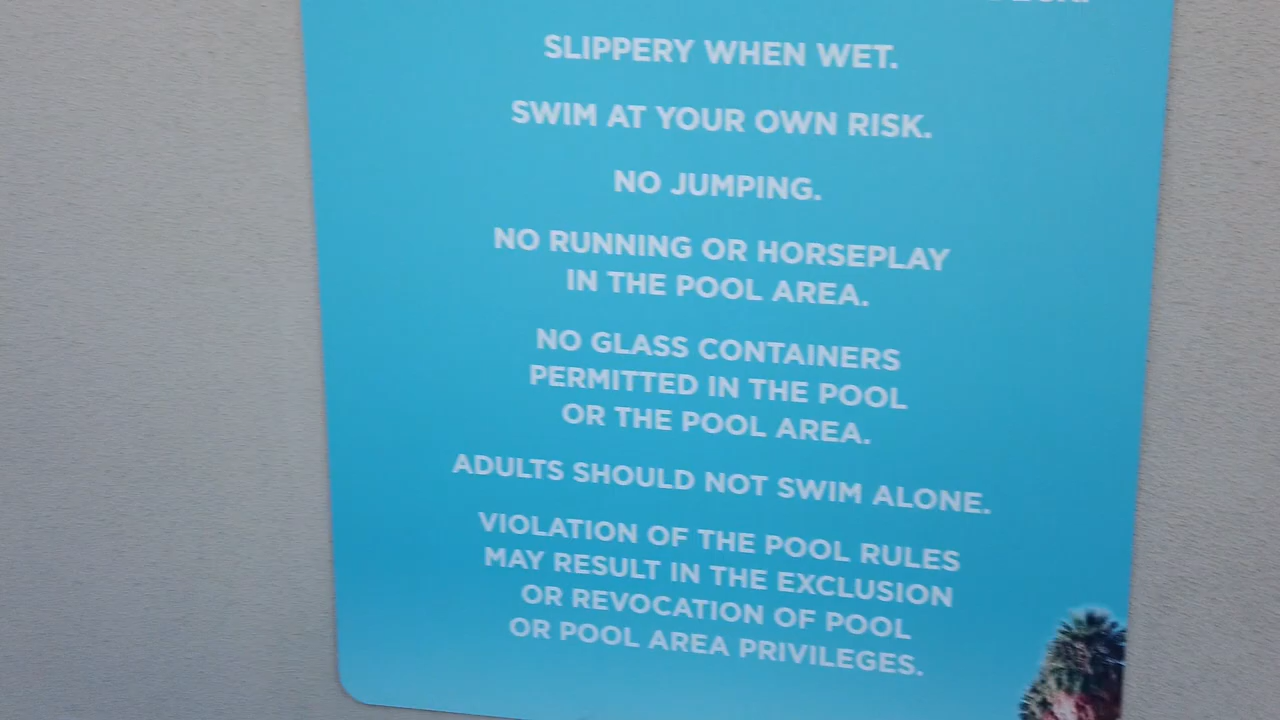 SLIPPERY WHEN WET.
SWIM AT YOUR OWN RISK.
NO JUMPING.
NO RUNNING OR HORSEPLAY
IN THE POOL AREA.
NO GLASS CONTAINERS
PERMITTED IN THE POOL
OR THE POOL AREA.
ADULTS SHOULD NOT SWIM ALONE.
VIOLATION OF THE POOL RULES
MAY RESULT IN THE EXCLUSION
OR REVOCATION OF POOL
OR POOL AREA PRIVILEGES.